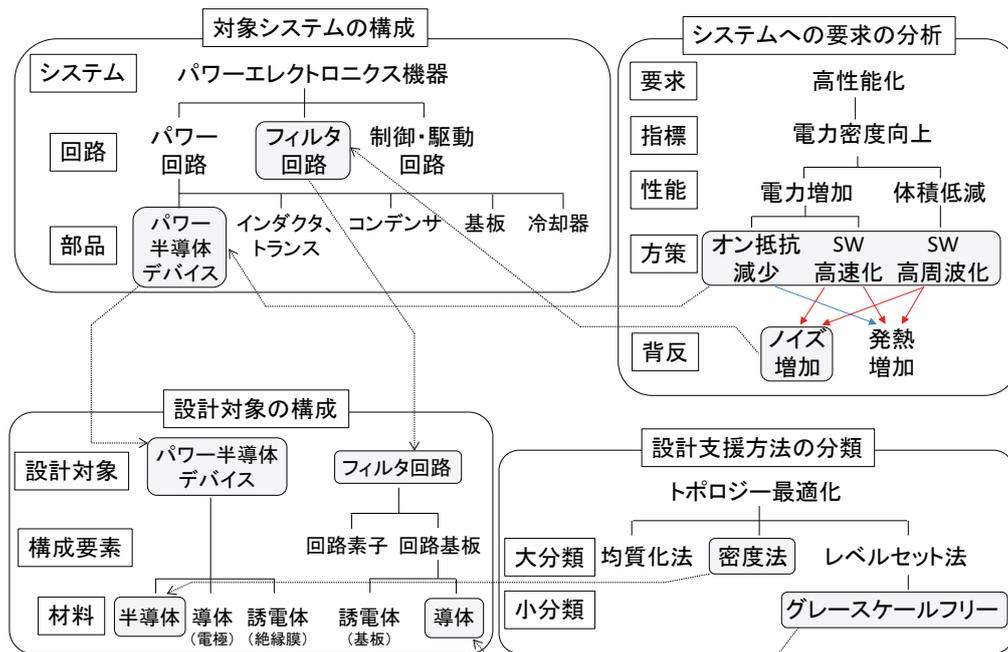 対象システムの構成
システム
パワーエレクトロニクス機器
回路
パワー
回路
フィルタ
回路
制御・駆動
回路
部品
パワー
半導体
デバイス
インダクタ、
トランス
コンデンサ
基板
冷却器
システムへの要求の分析
要求
高性能化
指標
電力密度向上
性能
電力増加
体積低減
方策
オン抵抗
減少
SW
高速化
SW
高周波化
背反
ノイズ
増加
発熱
増加
設計対象の構成
設計対象
パワー半導体
デバイス
フィルタ回路
構成要素
回路素子
回路基板
材料
半導体
導体
(電極)
誘電体
(絶縁膜)
誘電体
(基板)
導体
設計支援方法の分類
トポロジー最適化
大分類
均質化法
密度法
レベルセット法
小分類
グレースケールフリー